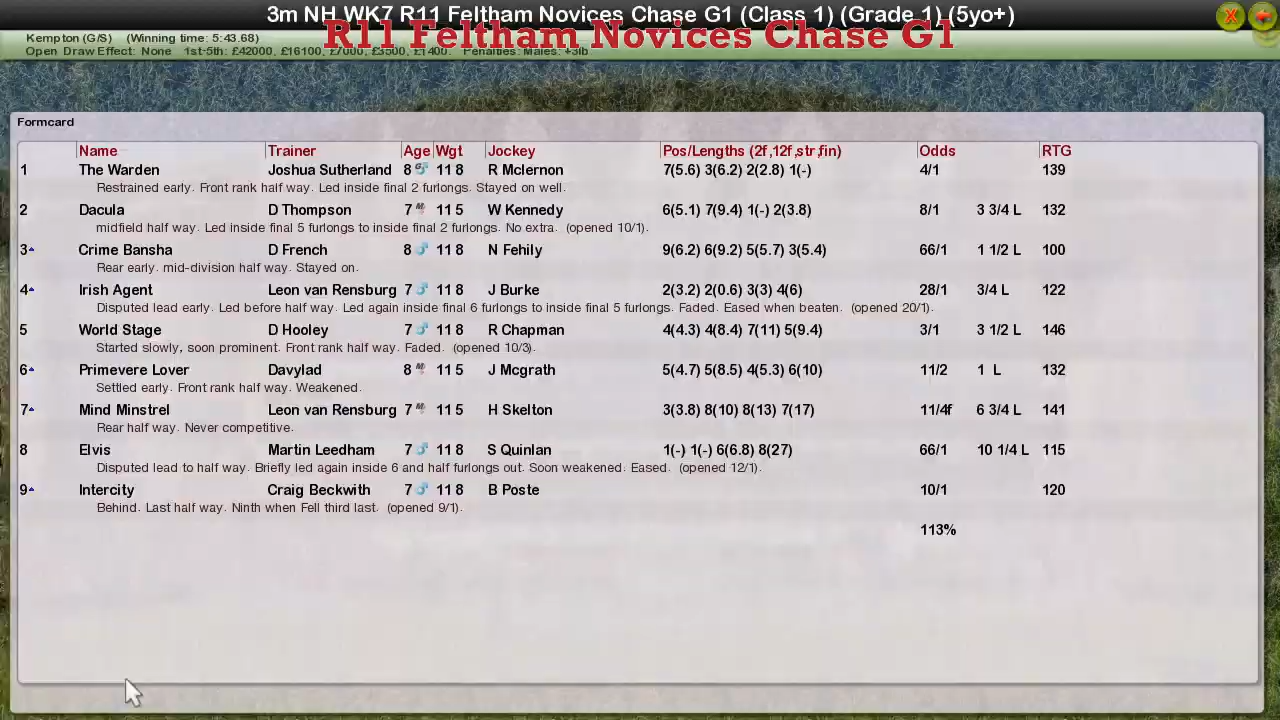 3m NH WK7 R11 Feltham Novices Chase G1 (Class 1) (Grade 1) (5yo+)
R11 Feltham Novices Chase G1
Kempton (G/S) (Winning time: 5:43.68)
Open Draw Effect: None 1st-5th: £42000, £16100, £7000, £3500, £1400. Penalties: Males: +3lb
Formcard
Name Trainer Age Wgt Jockey Pos/Lengths (2f,12f,str,fin) Odds RTG
1 The Warden Joshua Sutherland 8 11 8 R Mclernon 7(5.6) 3(6.2) 2(2.8) 1(-) 4/1 139
Restrained early. Front rank half way. Led inside final 2 furlongs. Stayed on well.
2 Dacula D Thompson 7 11 5 W Kennedy 6(5.1) 7(9.4) 1(-) 2(3.8) 8/1 3 3/4 L 132
midfield half way. Led inside final 5 furlongs to inside final 2 furlongs. No extra. (opened 10/1).
3 Crime Bansha D French 8 11 8 N Fehily 9(6.2) 6(9.2) 5(5.7) 3(5.4) 66/1 1 1/2 L 100
Rear early. mid-division half way. Stayed on.
4 Irish Agent Leon van Rensburg 7 11 8 J Burke 2(3.2) 2(0.6) 3(3) 4(6) 28/1 3/4 L 122
Disputed lead early. Led before half way. Led again inside final 6 furlongs to inside final 5 furlongs. Faded. Eased when beaten. (opened 20/1).
5 World Stage D Hooley 7 11 8 R Chapman 4(4.3) 4(8.4) 7(11) 5(9.4) 3/1 3 1/2 L 146
Started slowly, soon prominent. Front rank half way. Faded. (opened 10/3).
6 Primevere Lover Davylad 8 11 5 J Mcgrath 5(4.7) 5(8.5) 4(5.3) 6(10) 11/2 1 L 132
Settled early. Front rank half way. Weakened.
7 Mind Minstrel Leon van Rensburg 7 11 5 H Skelton 3(3.8) 8(10) 8(13) 7(17) 11/4f 6 3/4 L 141
Rear half way. Never competitive.
8 Elvis Martin Leedham 7 11 8 S Quinlan 1(-) 1(-) 6(6.8) 8(27) 66/1 10 1/4 L 115
Disputed lead to half way. Briefly led again inside 6 and half furlongs out. Soon weakened. Eased. (opened 12/1).
9 Intercity Craig Beckwith 7 11 8 B Poste 10/1 120
Behind. Last half way. Ninth when Fell third last. (opened 9/1).
113%